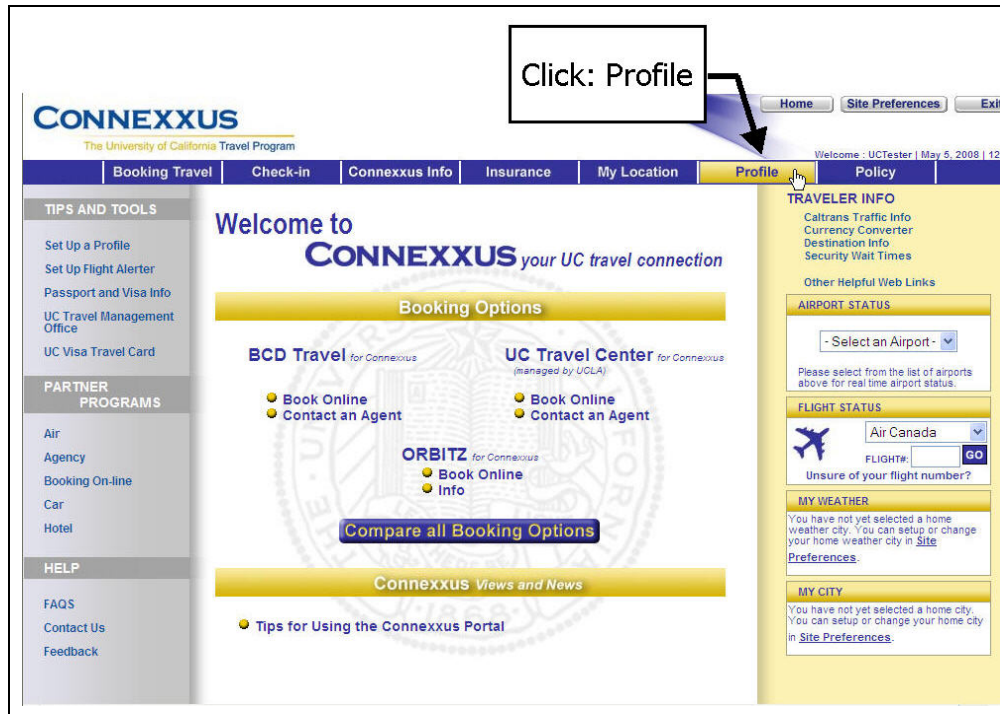 Click: Profile
CONNEXXUS
The University of California Travel Program
Home Site Preferences Exit
Welcome : UCTester | May 5, 2008 | 12
Booking Travel Check-in Connexxus Info Insurance My Location Profile Policy
TIPS AND TOOLS
Set Up a Profile
Set Up Flight Alerter
Passport and Visa Info
UC Travel Management
Office
UC Visa Travel Card
PARTNER
PROGRAMS
Air
Agency
Booking On-line
Car
Hotel
HELP
FAQS
Contact Us
Feedback
Welcome to
CONNEXXUS your UC travel connection
Booking Options
BCD Travel for Connexxus
Book Online
Contact an Agent
UC Travel Center for Connexxus
(managed by UCLA)
Book Online
Contact an Agent
ORBITZ for Connexxus
Book Online
Info
Compare all Booking Options
Connexxus Views and News
Tips for Using the Connexxus Portal
TRAVELER INFO
Caltrans Traffic Info
Currency Converter
Destination Info
Security Wait Times
Other Helpful Web Links
AIRPORT STATUS
- Select an Airport -
Please select from the list of airports
above for real time airport status.
FLIGHT STATUS
Air Canada
FLIGHT#: GO
Unsure of your flight number?
MY WEATHER
You have not yet selected a home
weather city. You can setup or change
your home weather city in Site
Preferences.
MY CITY
You have not yet selected a home city.
You can setup or change your home city
in Site Preferences.